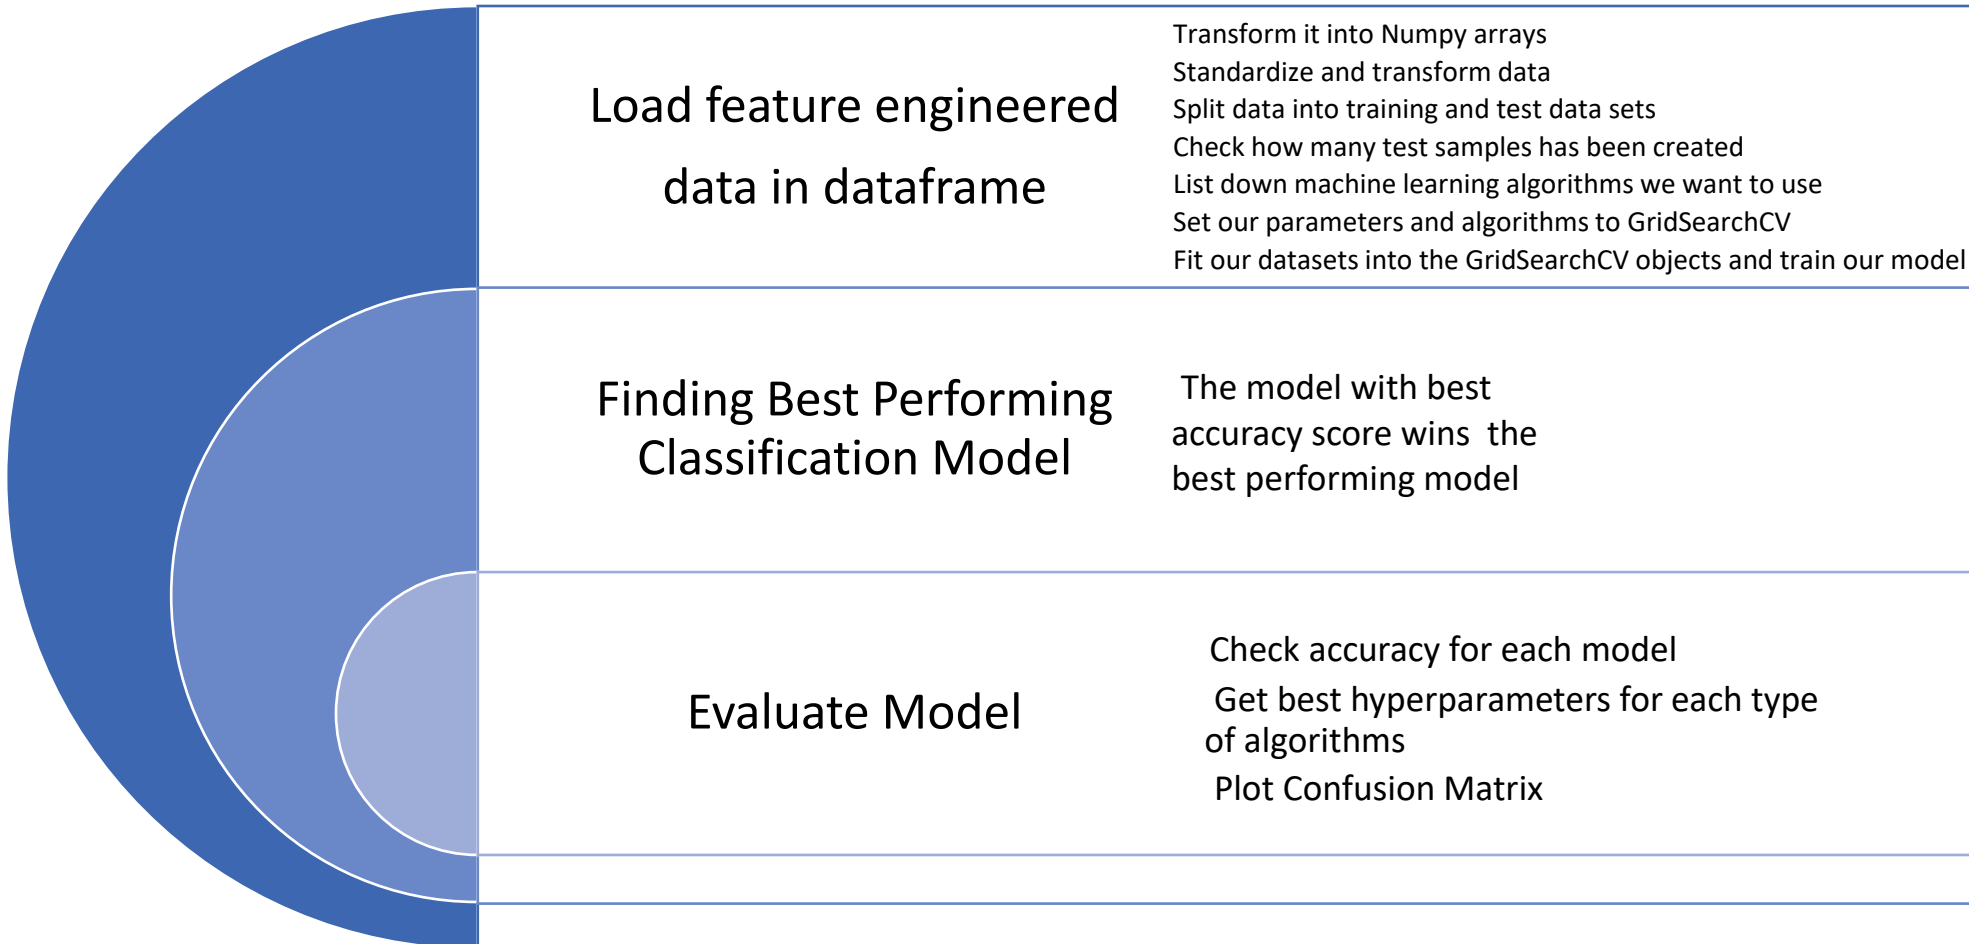 Load feature engineered
data in dataframe
Transform it into Numpy arrays
Standardize and transform data
Split data into training and test data sets
Check how many test samples has been created
List down machine learning algorithms we want to use
Set our parameters and algorithms to GridSearchCV
Fit our datasets into the GridSearchCV objects and train our model
Finding Best Performing
Classification Model
The model with best
accuracy score wins the
best performing model
Evaluate Model
Check accuracy for each model
Get best hyperparameters for each type
of algorithms
Plot Confusion Matrix